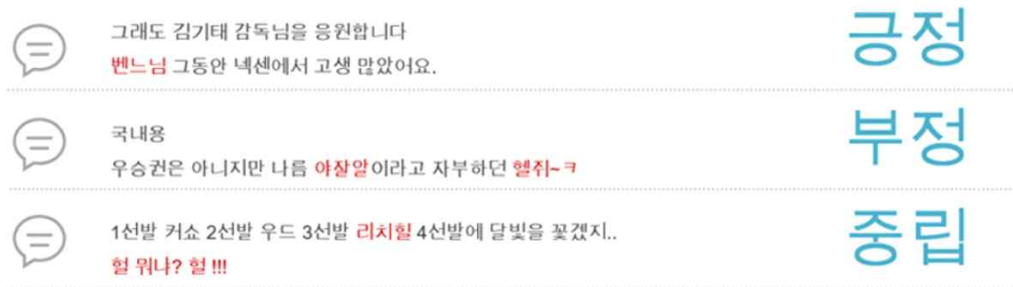 그래도 김기태 감독님을 응원합니다
벤느님 그동안 넥센에서 고생 많았어요.
긍정
국내용
우승권은 아니지만 나름 야잘알이라고 자부하던 헬쥐~ㅋ
부정
1선발 커쇼 2선발 우드 3선발 리치힐 4선발에 달빛을 꽃겠지..
헐 뭐냐? 헐 !!!
중립